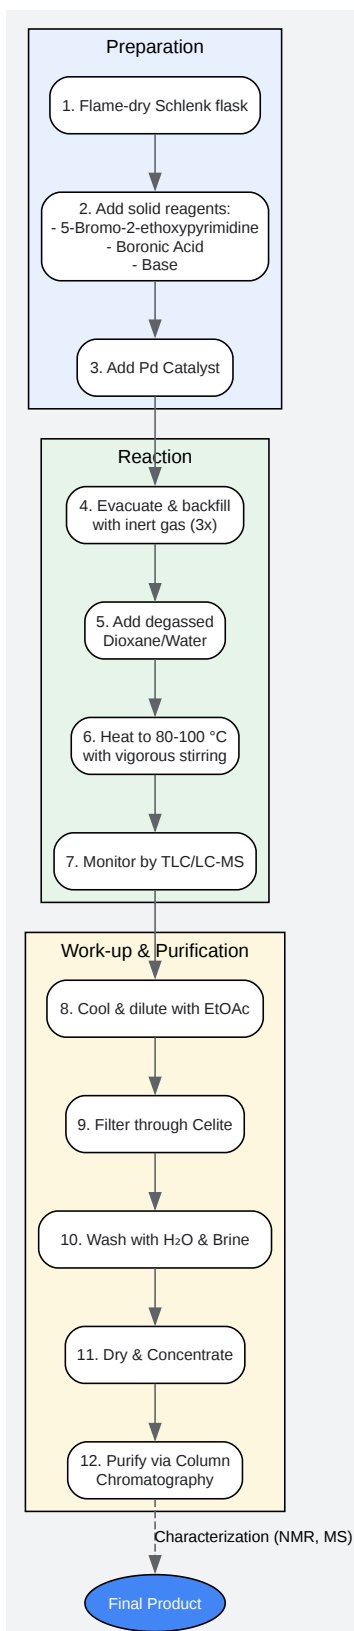 Preparation
1. Flame-dry Schlenk flask
2. Add solid reagents:
- 5-Bromo-2-ethoxypyrimidine
- Boronic Acid
- Base
3. Add Pd Catalyst
Reaction
4. Evacuate & backfill
with inert gas (3x)
5. Add degassed
Dioxane/Water
6. Heat to 80-100 °C
with vigorous stirring
7. Monitor by TLC/LC-MS
Work-up & Purification
8. Cool & dilute with EtOAc
9. Filter through Celite
10. Wash with H₂O & Brine
11. Dry & Concentrate
12. Purify via Column
Chromatography
Characterization (NMR, MS)
Final Product